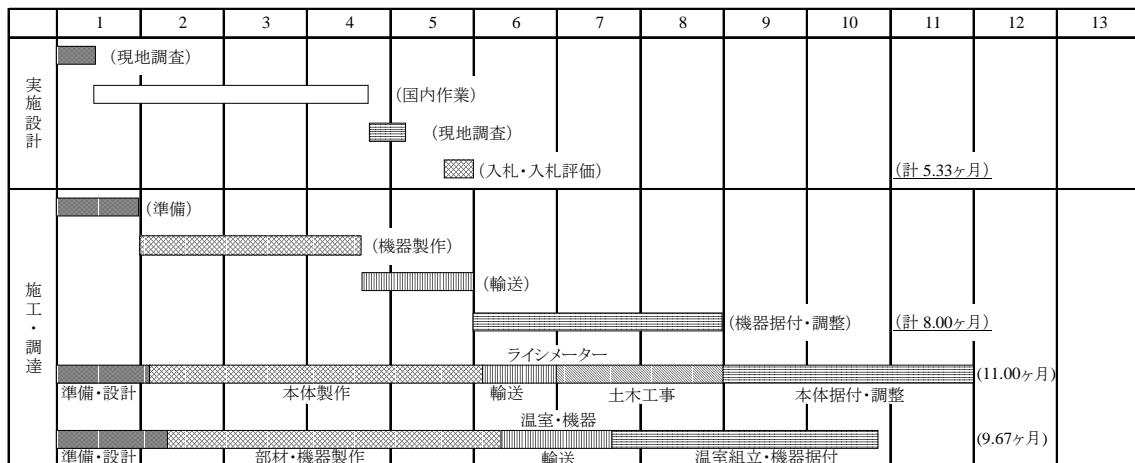 1 2 3 4 5 6 7 8 9 10 11 12 13
実施設計
(現地調査)
(国内作業)
(現地調査)
(入札・入札評価)
(計 5.33ヶ月)
施工・調達
(準備)
(機器製作)
(輸送)
(機器据付・調整)
(計 8.00ヶ月)
ライシメーター
(11.00ヶ月)
準備・設計 本体製作 輸送 土木工事 本体据付・調整
温室・機器
(9.67ヶ月)
準備・設計 部材・機器製作 輸送 温室組立・機器据付